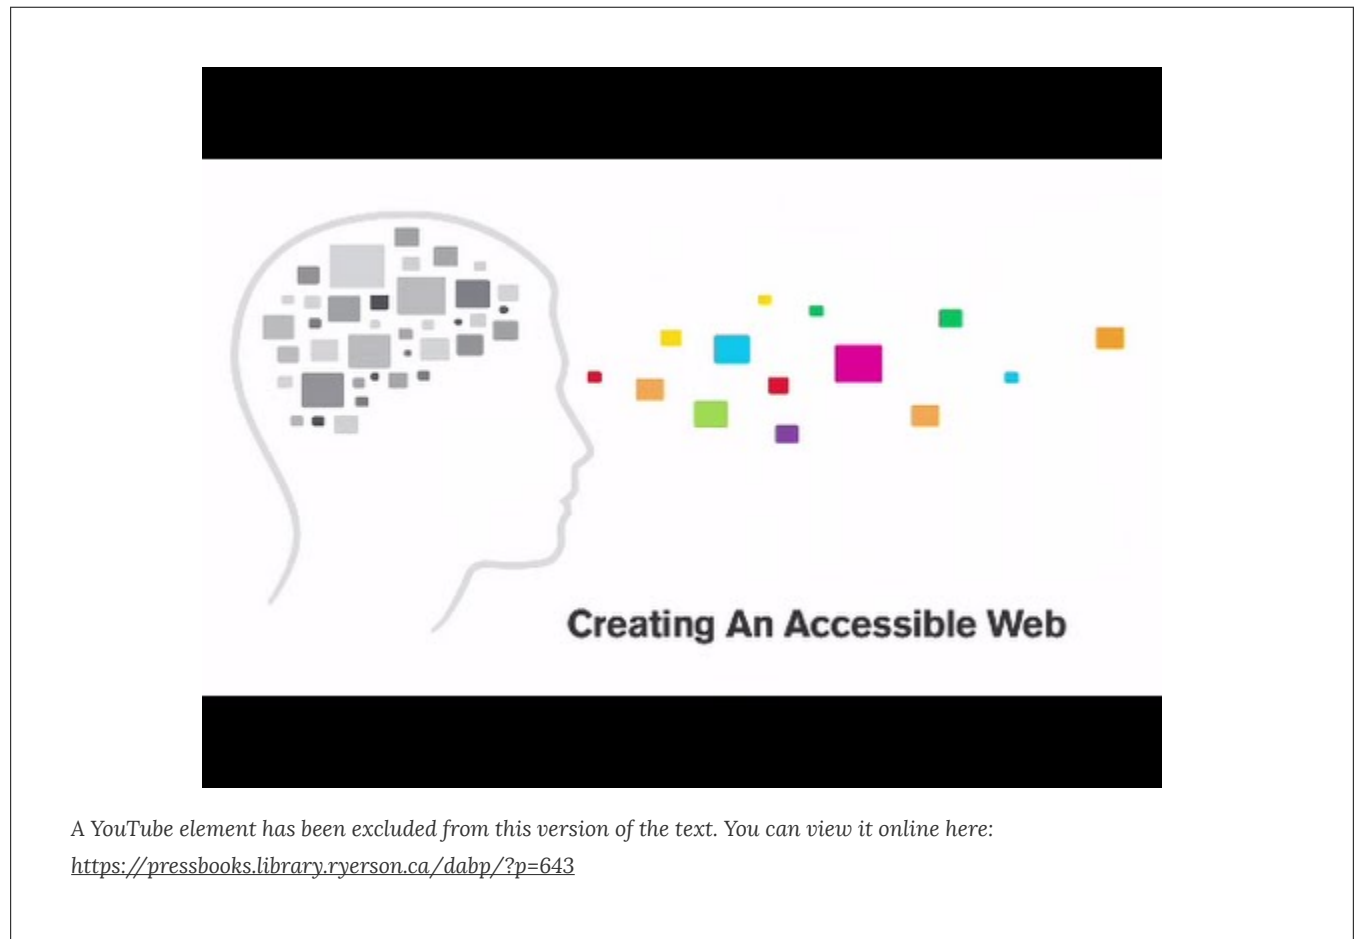 Creating An Accessible Web
A YouTube element has been excluded from this version of the text. You can view it online here:
https://pressbooks.library.ryerson.ca/dabp/?p=643